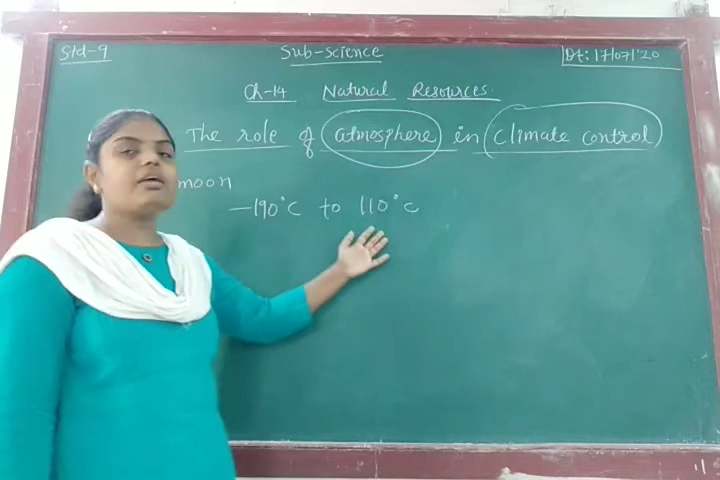 Std-9 Sub-science Dt: 17/07/'20
Ch-14 Natural Resources.
The role of atmosphere in climate control
moon
-190°C to 110°C